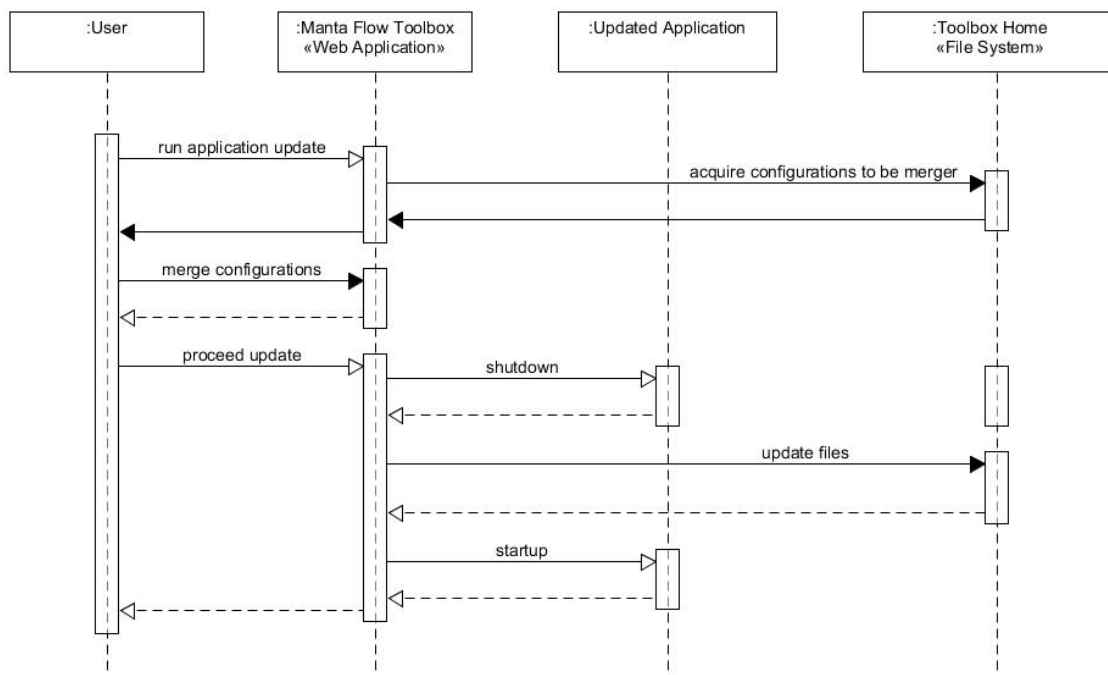 :User
:Manta Flow Toolbox
«Web Application»
:Updated Application
:Toolbox Home
«File System»
run application update
acquire configurations to be merger
merge configurations
proceed update
shutdown
update files
startup